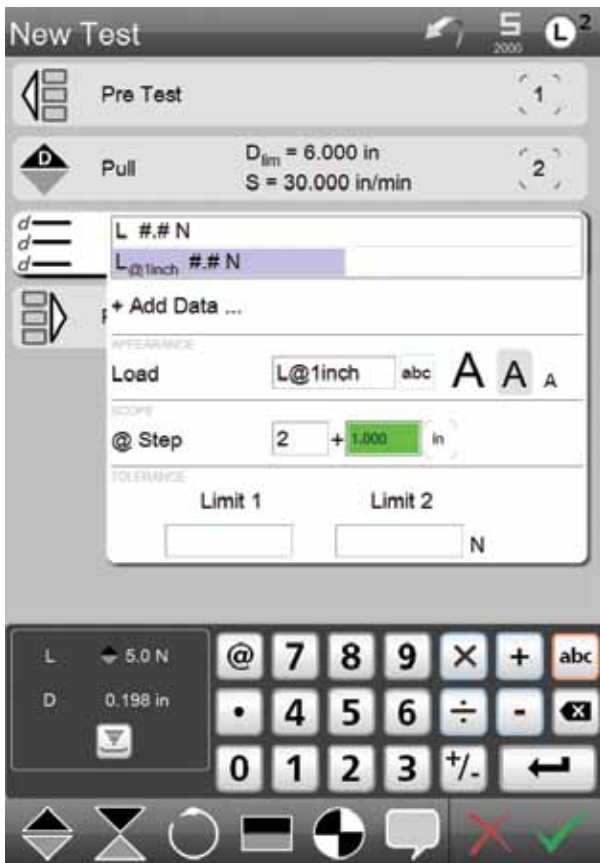 New Test S 2000 L 2
Pre Test 1
D Pull Dlim = 6.000 in 2
S = 30.000 in/min
d
d
d
L #.# N
L@1inch #.# N
+ Add Data ...
APPEARANCE
Load L@1inch abc A A A
SCOPE
@ Step 2 + 1.000 in
TOLERANCE
Limit 1 Limit 2
N
L 5.0 N
D 0.198 in
@ 7 8 9 × + abc
• 4 5 6 ÷ -
0 1 2 3 +/-